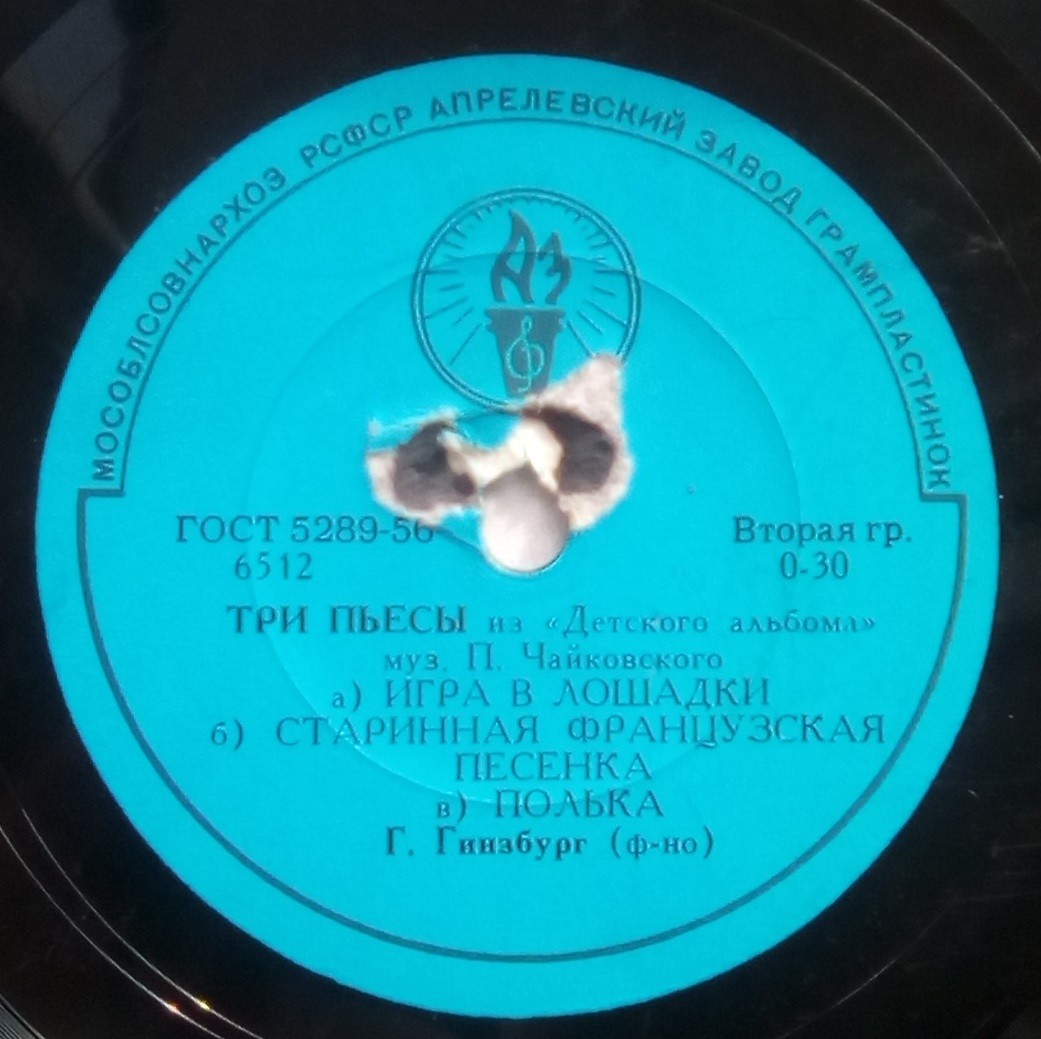 МОСОБЛСОВНАРХОЗ РСФСР АПРЕЛЕВСКИЙ ЗАВОД ГРАМПЛАСТИНОК
АЗ
ГОСТ 5289-56 Вторая гр.
6512 0-30
ТРИ ПЬЕСЫ из «Детского альбома»
муз. П. Чайковского
а) ИГРА В ЛОШАДКИ
б) СТАРИННАЯ ФРАНЦУЗСКАЯ
ПЕСЕНКА
в) ПОЛЬКА
Г. Гинзбург (ф-но)